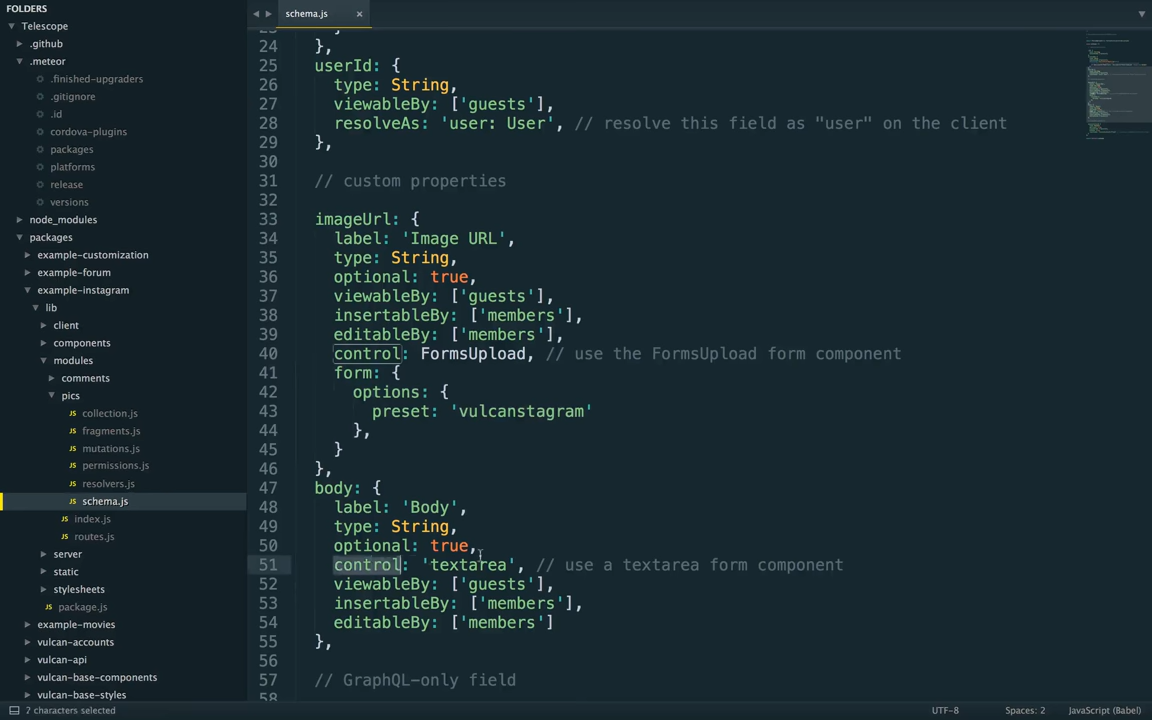 FOLDERS
Telescope
.github
.meteor
.finished-upgraders
.gitignore
.id
cordova-plugins
packages
platforms
release
versions
node_modules
packages
example-customization
example-forum
example-instagram
lib
client
components
modules
comments
pics
JS collection.js
JS fragments.js
JS mutations.js
JS permissions.js
JS resolvers.js
JS schema.js
JS index.js
JS routes.js
server
static
stylesheets
package.js
example-movies
vulcan-accounts
vulcan-api
vulcan-base-components
vulcan-base-styles
schema.js
24 },
25 userId: {
26 type: String,
27 viewableBy: ['guests'],
28 resolveAs: 'user: User', // resolve this field as "user" on the client
29 },
30
31 // custom properties
32
33 imageUrl: {
34 label: 'Image URL',
35 type: String,
36 optional: true,
37 viewableBy: ['guests'],
38 insertableBy: ['members'],
39 editableBy: ['members'],
40 control: FormsUpload, // use the FormsUpload form component
41 form: {
42 options: {
43 preset: 'vulcanstagram'
44 },
45 }
46 },
47 body: {
48 label: 'Body',
49 type: String,
50 optional: true,
51 control: 'textarea', // use a textarea form component
52 viewableBy: ['guests'],
53 insertableBy: ['members'],
54 editableBy: ['members']
55 },
56
57 // GraphQL-only field
58
7 characters selected
UTF-8
Spaces: 2
JavaScript (Babel)